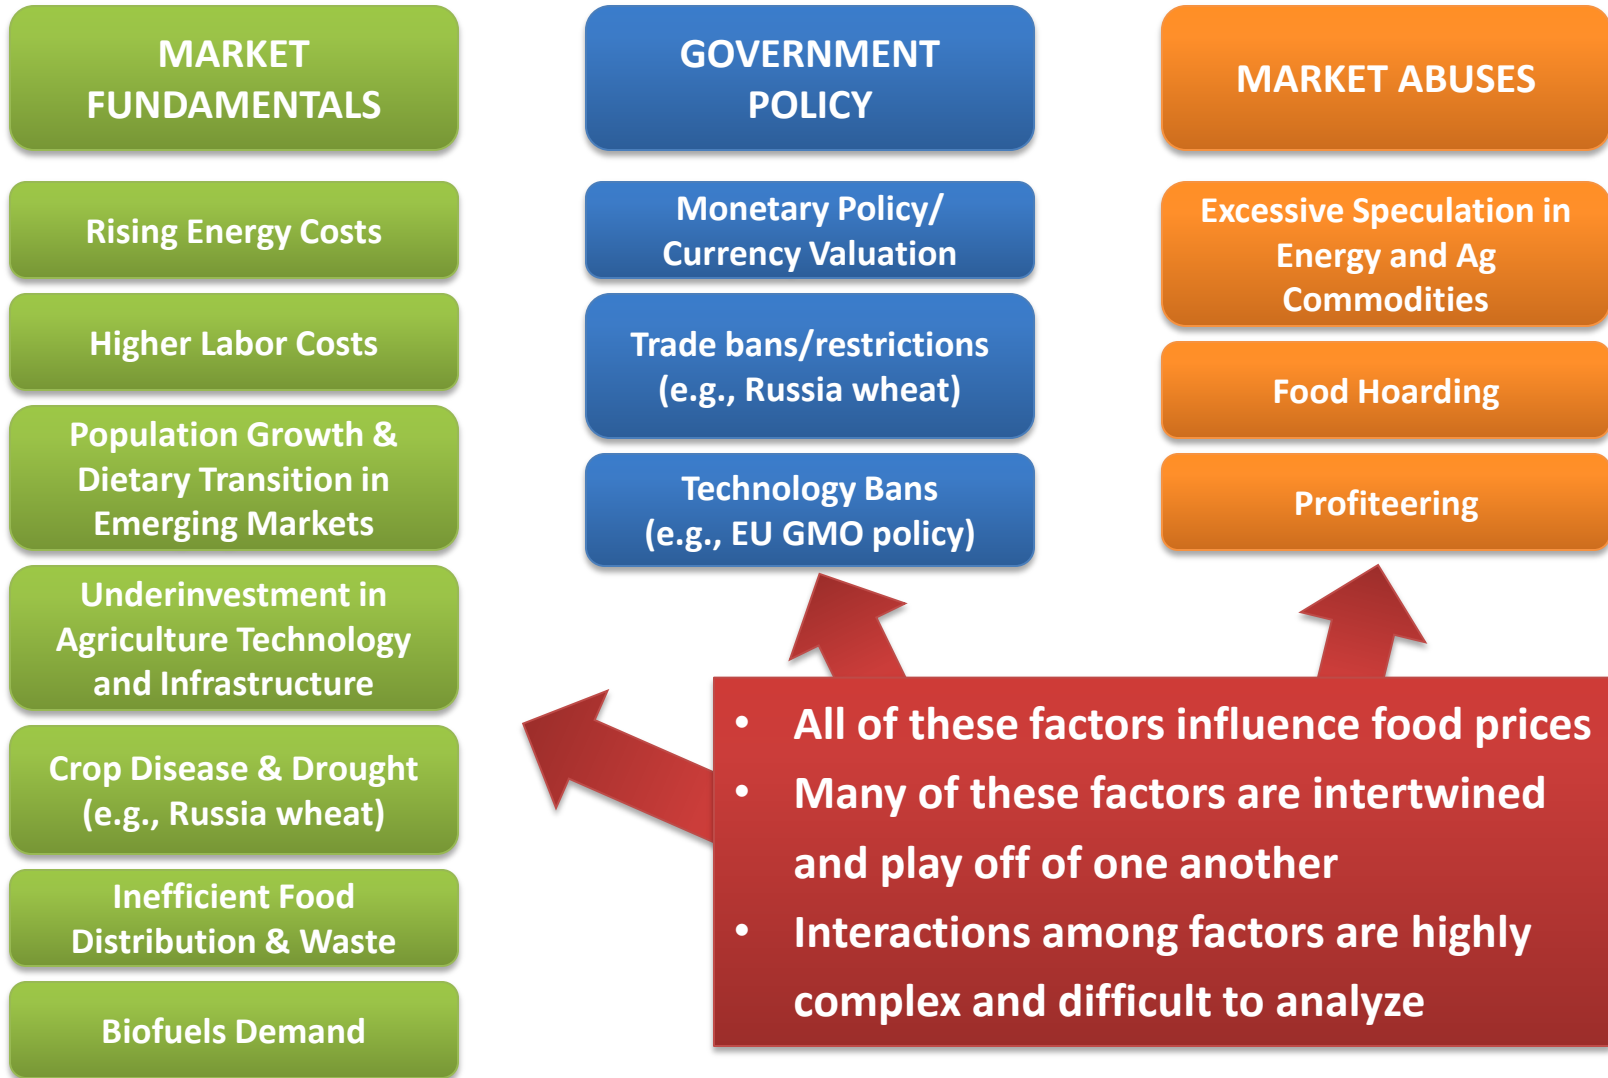 MARKET
FUNDAMENTALS
Rising Energy Costs
Higher Labor Costs
Population Growth &
Dietary Transition in
Emerging Markets
Underinvestment in
Agriculture Technology
and Infrastructure
Crop Disease & Drought
(e.g., Russia wheat)
Inefficient Food
Distribution & Waste
Biofuels Demand
GOVERNMENT
POLICY
Monetary Policy/
Currency Valuation
Trade bans/restrictions
(e.g., Russia wheat)
Technology Bans
(e.g., EU GMO policy)
MARKET ABUSES
Excessive Speculation in
Energy and Ag
Commodities
Food Hoarding
Profiteering
• All of these factors influence food prices
• Many of these factors are intertwined
and play off of one another
• Interactions among factors are highly
complex and difficult to analyze